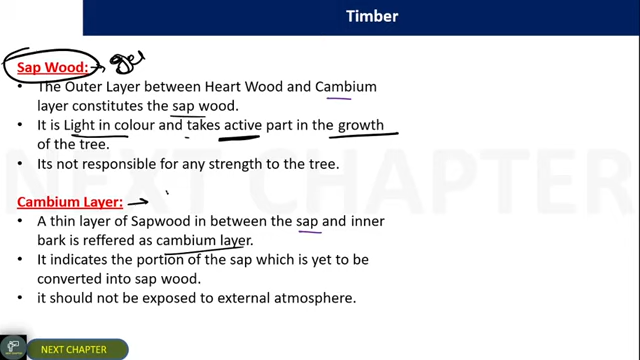 Timber
Sap Wood:
• The Outer Layer between Heart Wood and Cambium
layer constitutes the sap wood.
• It is Light in colour and takes active part in the growth
of the tree.
• Its not responsible for any strength to the tree.
Cambium Layer:
• A thin layer of Sapwood in between the sap and inner
bark is reffered as cambium layer.
• It indicates the portion of the sap which is yet to be
converted into sap wood.
• it should not be exposed to external atmosphere.
NEXT CHAPTER
NEXT CHAPTER